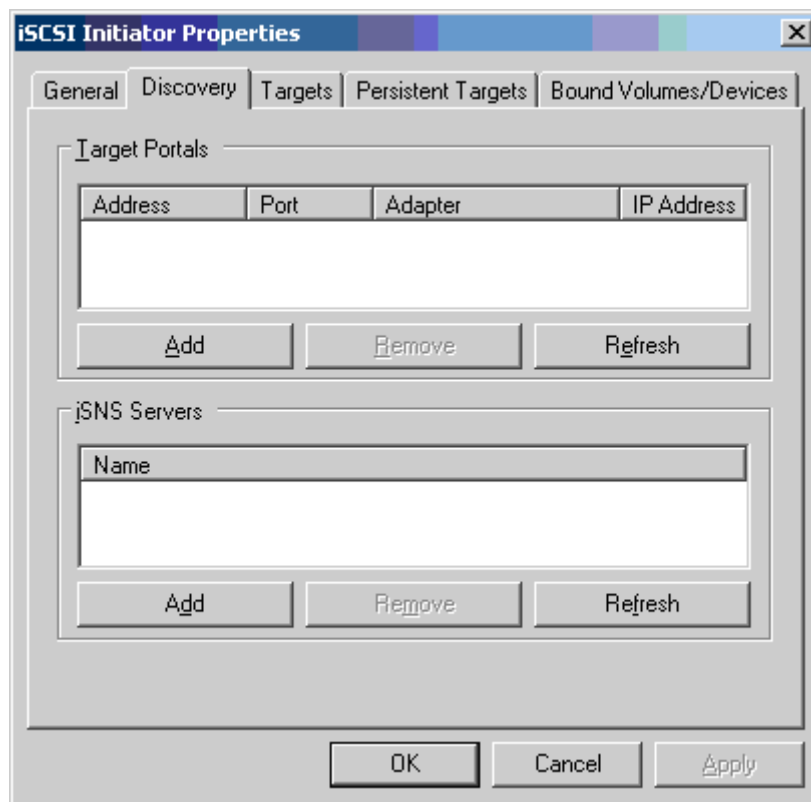 iSCSI Initiator Properties
General Discovery Targets Persistent Targets Bound Volumes/Devices
Target Portals
Address Port Adapter IP Address
Add Remove Refresh
iSNS Servers
Name
Add Remove Refresh
OK Cancel Apply